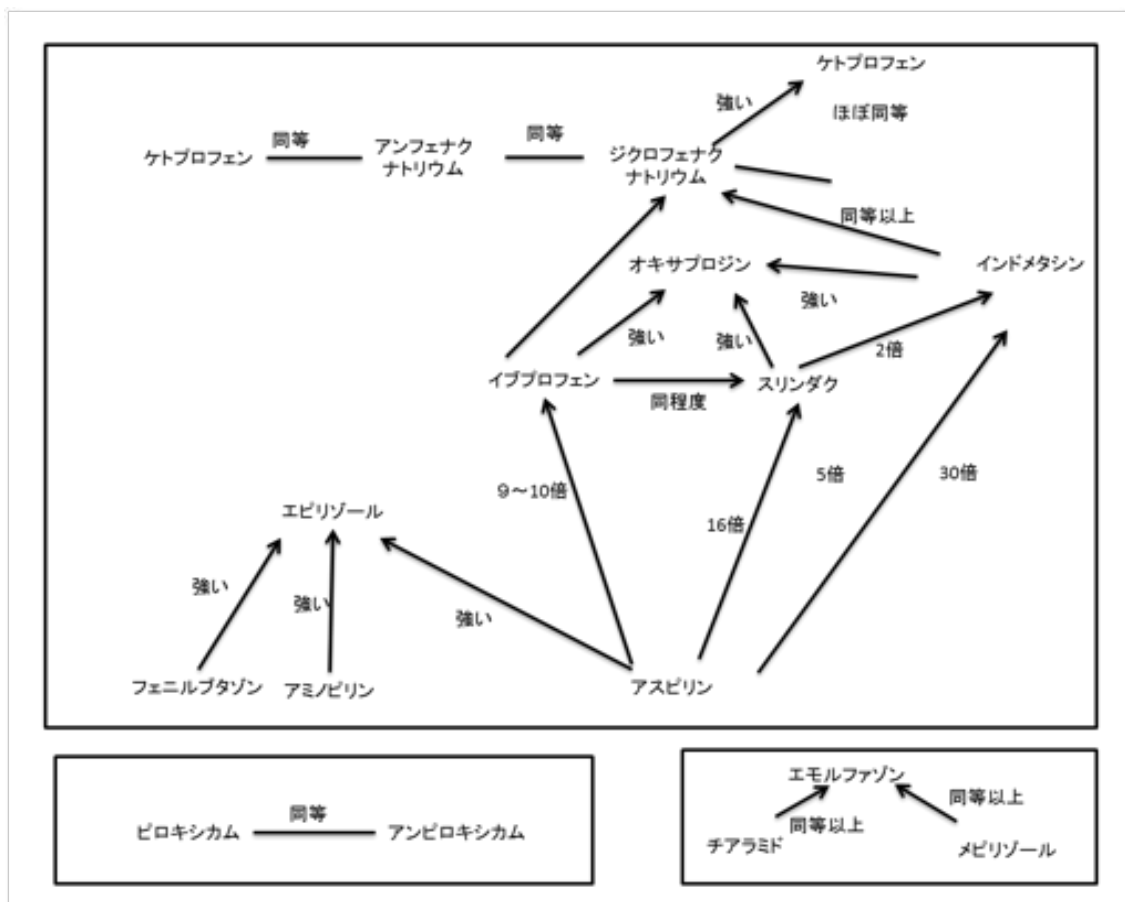 ケトプロフェン
強い
ほぼ同等
同等
同等
ケトプロフェン
アンフェナク
ナトリウム
ジクロフェナク
ナトリウム
同等以上
オキサプロジン
インドメタシン
強い
強い
強い
2倍
イブプロフェン
スリンダク
同程度
9〜10倍
5倍
30倍
16倍
エピリゾール
強い
強い
強い
フェニルブタゾン
アミノピリン
アスピリン
エモルファゾン
同等以上
同等
ピロキシカム
アンピロキシカム
同等以上
チアラミド
メピリゾール